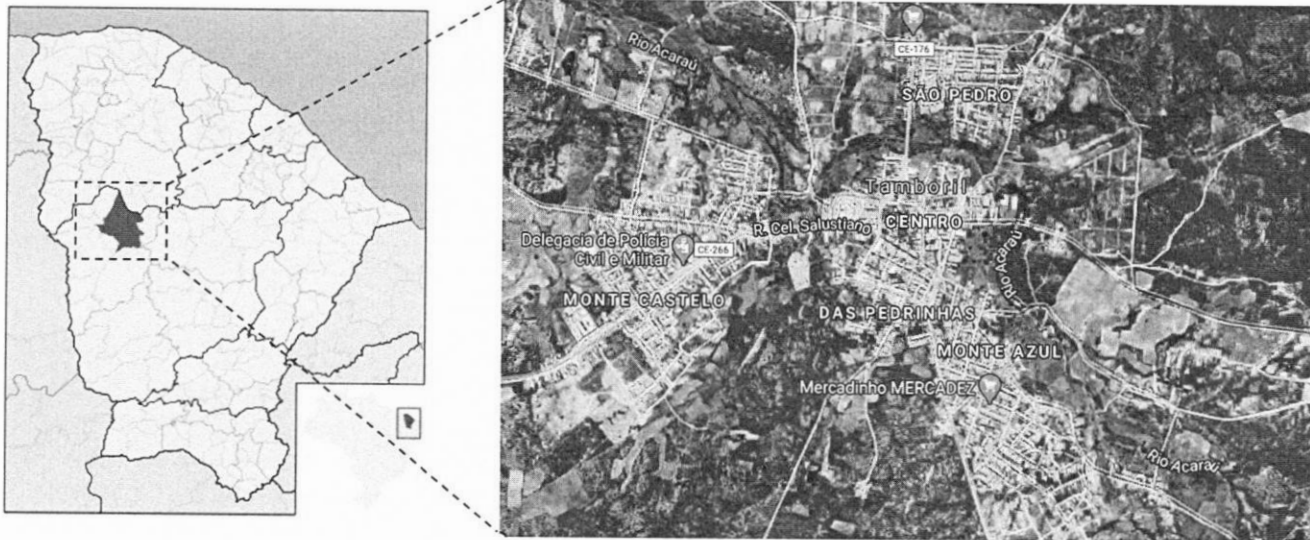 Rio Acaraú
CE-176
SÃO PEDRO
Tamboril
CENTRO
R. Cel. Salustiano
Delegacia de Polícia
Civil e Militar
CE-266
Rio Acaraú
MONTE CASTELO
DAS PEDRINHAS
MONTE AZUL
Mercadinho MERCADEZ
Rio Acaraú